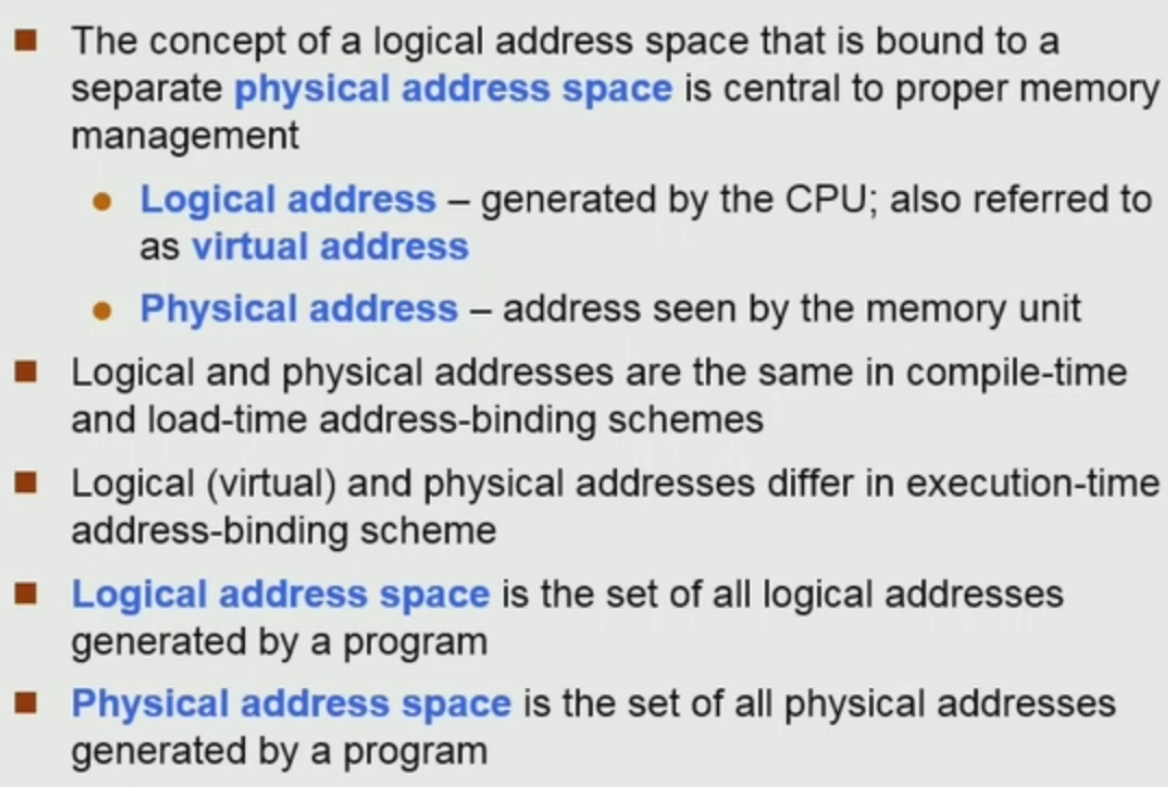 The concept of a logical address space that is bound to a
separate physical address space is central to proper memory
management
Logical address – generated by the CPU; also referred to
as virtual address
Physical address – address seen by the memory unit
Logical and physical addresses are the same in compile-time
and load-time address-binding schemes
Logical (virtual) and physical addresses differ in execution-time
address-binding scheme
Logical address space is the set of all logical addresses
generated by a program
Physical address space is the set of all physical addresses
generated by a program